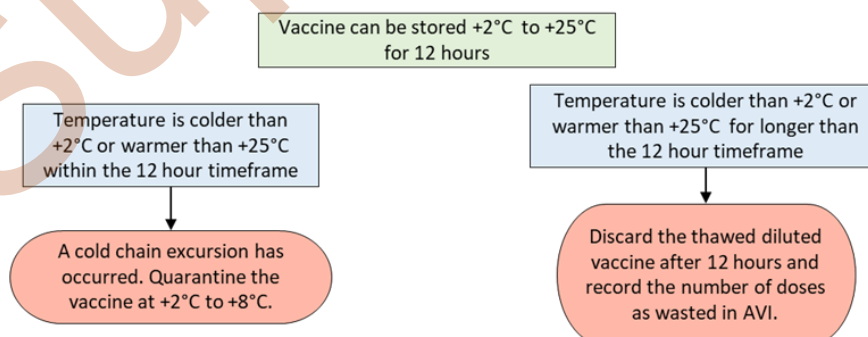 Vaccine can be stored +2°C to +25°C
for 12 hours
Temperature is colder than
+2°C or warmer than +25°C
within the 12 hour timeframe
Temperature is colder than +2°C or
warmer than +25°C for longer than
the 12 hour timeframe
A cold chain excursion has
occurred. Quarantine the
vaccine at +2°C to +8°C.
Discard the thawed diluted
vaccine after 12 hours and
record the number of doses
as wasted in AVI.